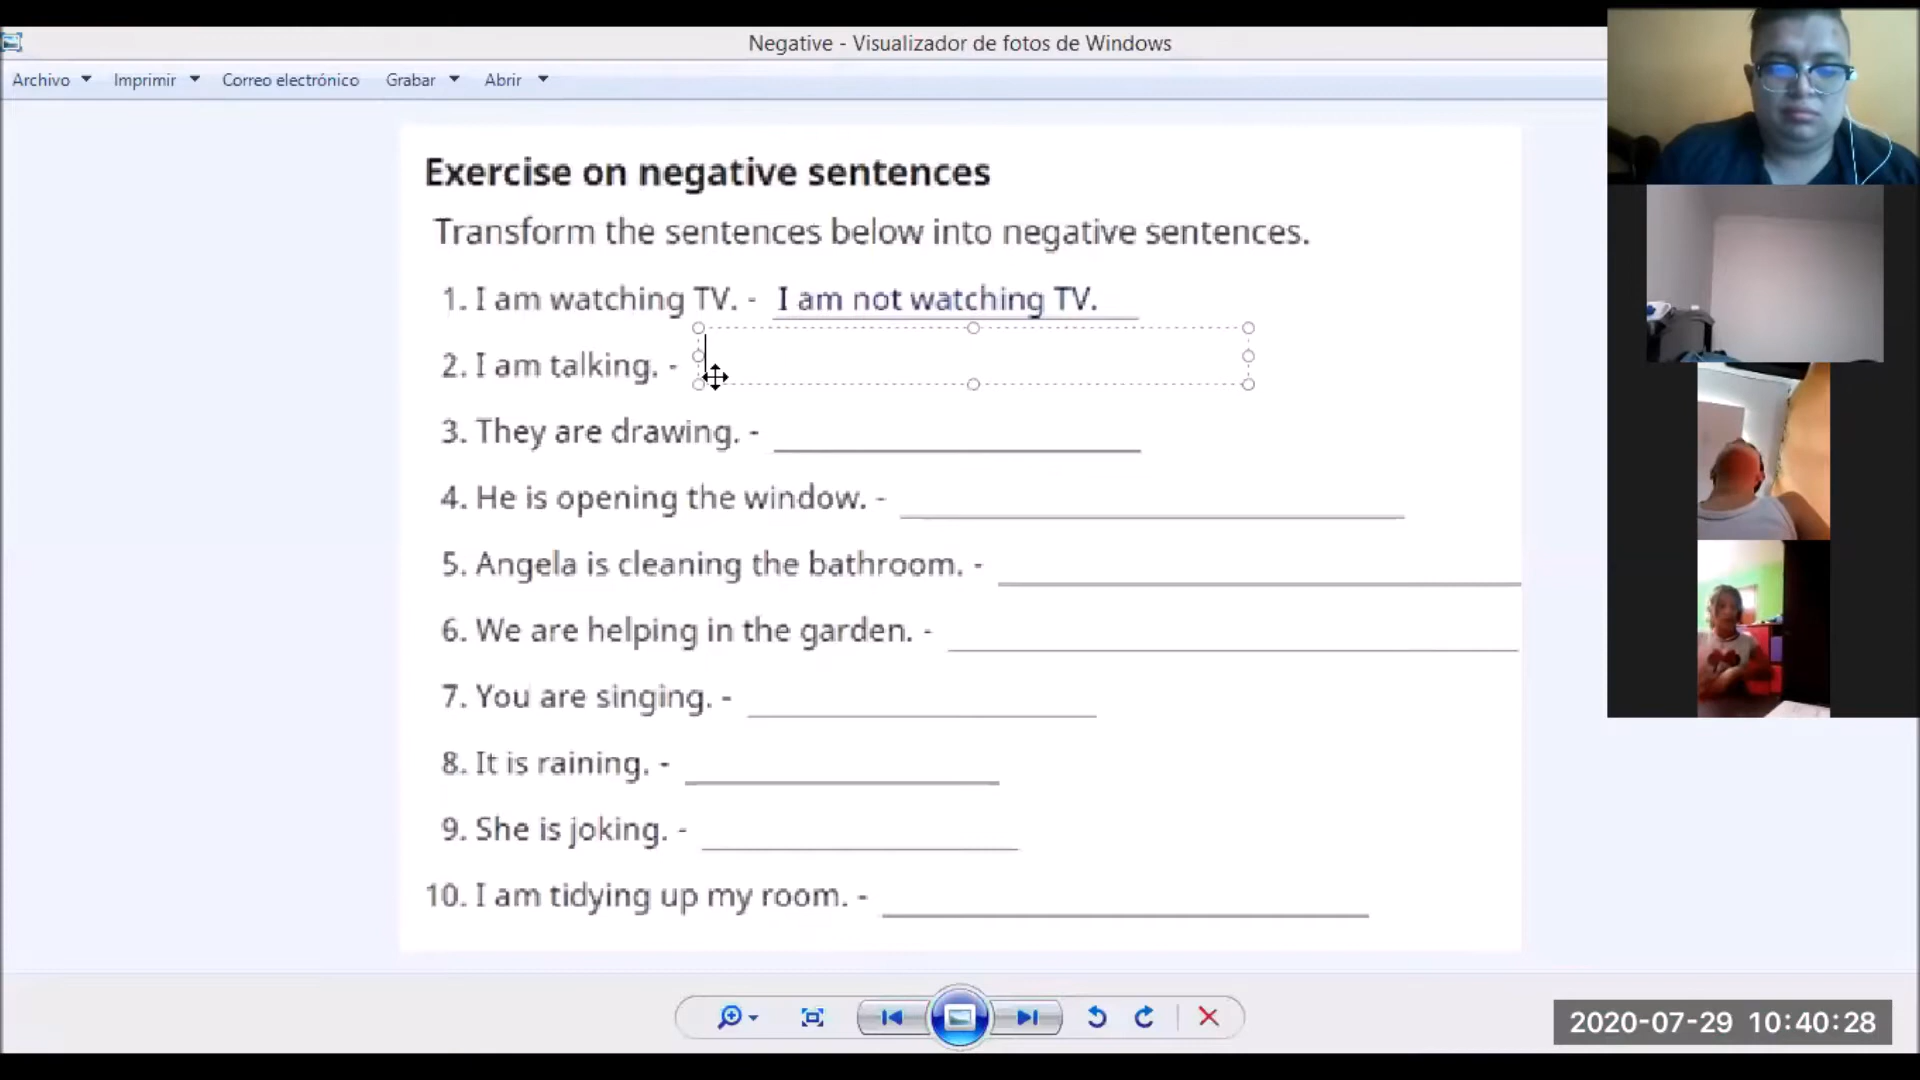 Negative - Visualizador de fotos de Windows
Archivo Imprimir Correo electrónico Grabar Abrir
Exercise on negative sentences
Transform the sentences below into negative sentences.
1. I am watching TV. - I am not watching TV.
2. I am talking. -
3. They are drawing. -
4. He is opening the window. -
5. Angela is cleaning the bathroom. -
6. We are helping in the garden. -
7. You are singing. -
8. It is raining. -
9. She is joking. -
10. I am tidying up my room. -
2020-07-29 10:40:28